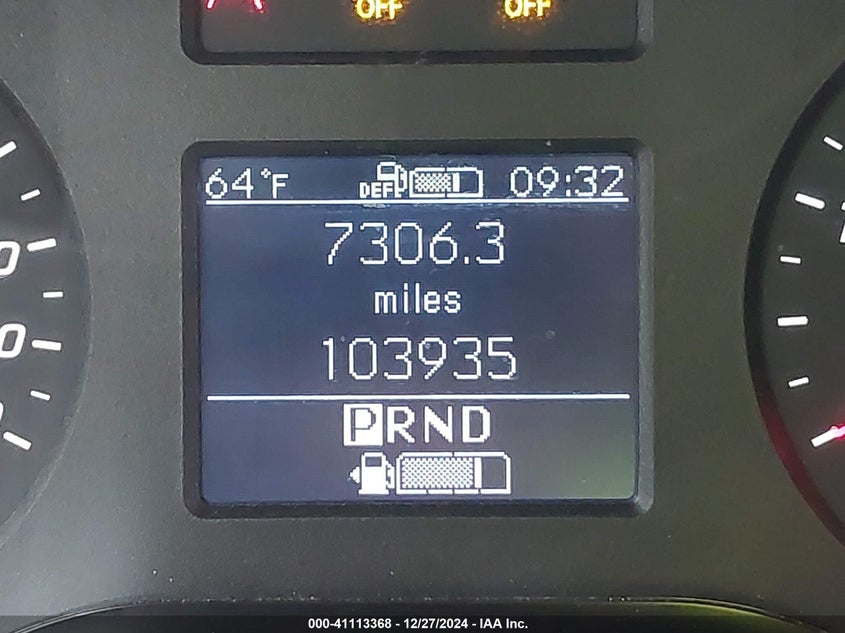 OFF OFF
64°F DEF 09:32
7306.3
miles
103935
PRND
000-41113368 - 12/27/2024 - IAA Inc.